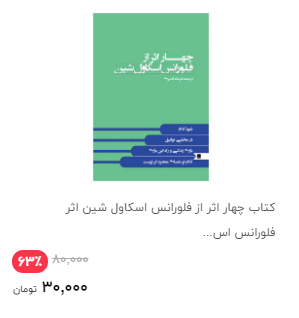 چهار اثر از
فلورانس اسکاول شین
کتاب چهار اثر از فلورانس اسکاول شین اثر
فلورانس اس...
۶۳٪ ۸۰,۰۰۰
۳۰,۰۰۰ تومان